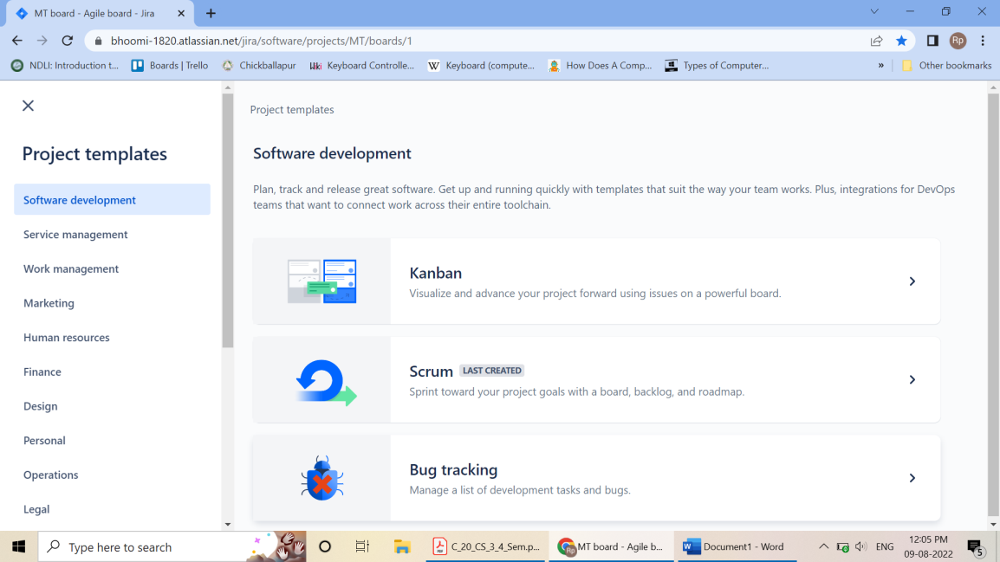 MT board - Agile board - Jira
bhoomi-1820.atlassian.net/jira/software/projects/MT/boards/1
Rp
NDLI: Introduction t... Boards | Trello Chickballapur Keyboard Controlle... W Keyboard (compute... How Does A Comp... Types of Computer... » Other bookmarks
Project templates
Software development
Service management
Work management
Marketing
Human resources
Finance
Design
Personal
Operations
Legal
Project templates
Software development
Plan, track and release great software. Get up and running quickly with templates that suit the way your team works. Plus, integrations for DevOps
teams that want to connect work across their entire toolchain.
Kanban
Visualize and advance your project forward using issues on a powerful board.
Scrum LAST CREATED
Sprint toward your project goals with a board, backlog, and roadmap.
Bug tracking
Manage a list of development tasks and bugs.
Type here to search
C_20_CS_3_4_Sem.p...
Rp
MT board - Agile b...
Document1 - Word
ENG
12:05 PM
09-08-2022
5